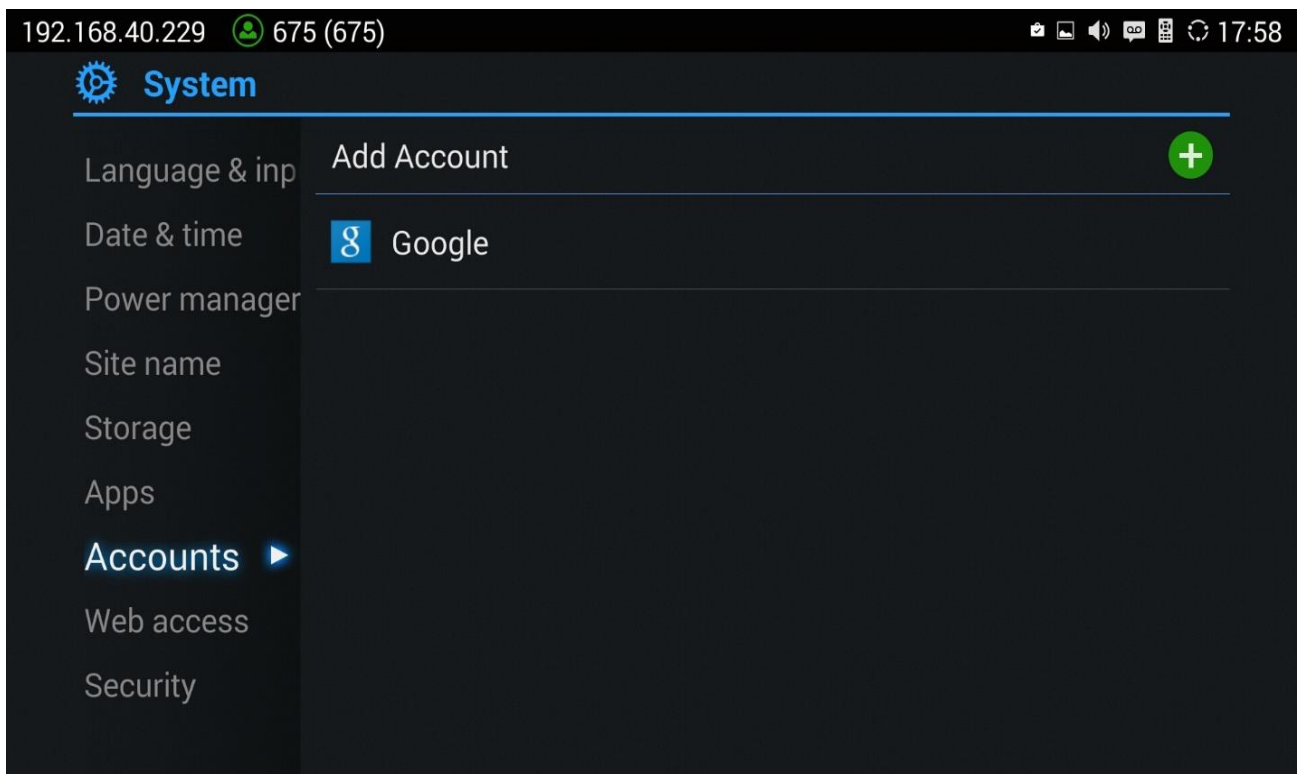 192.168.40.229 675 (675) 17:58
System
Language & inp
Date & time
Power manager
Site name
Storage
Apps
Accounts
Web access
Security
Add Account
g Google